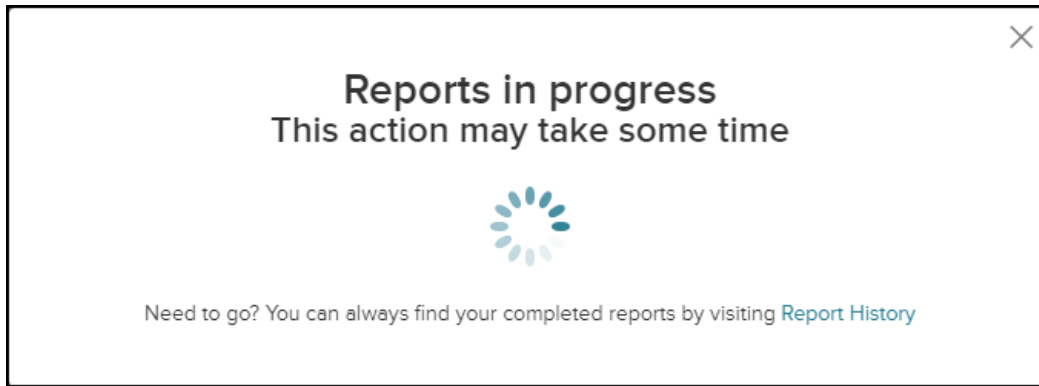 Reports in progress
This action may take some time
Need to go? You can always find your completed reports by visiting Report History